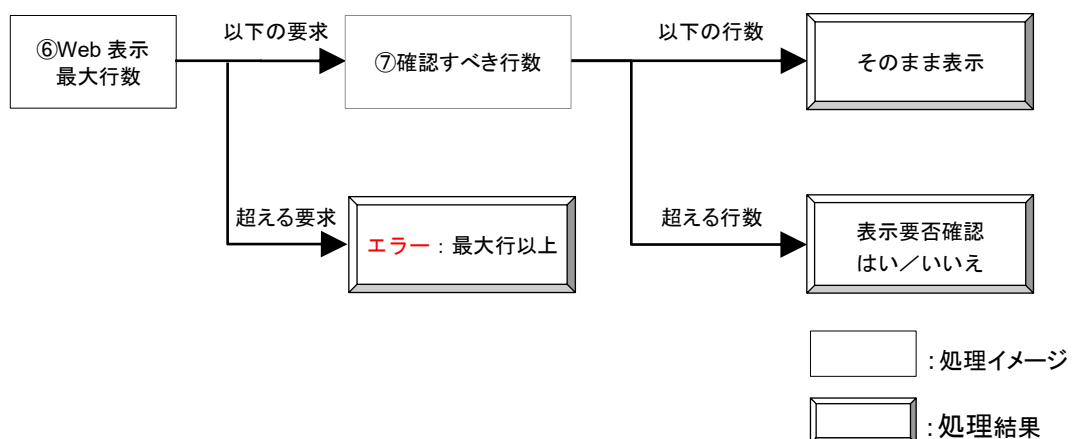 ⑥Web 表示
最大行数
以下の要求
⑦確認すべき行数
以下の行数
そのまま表示
超える要求
エラー：最大行以上
超える行数
表示要否確認
はい／いいえ
：処理イメージ
：処理結果